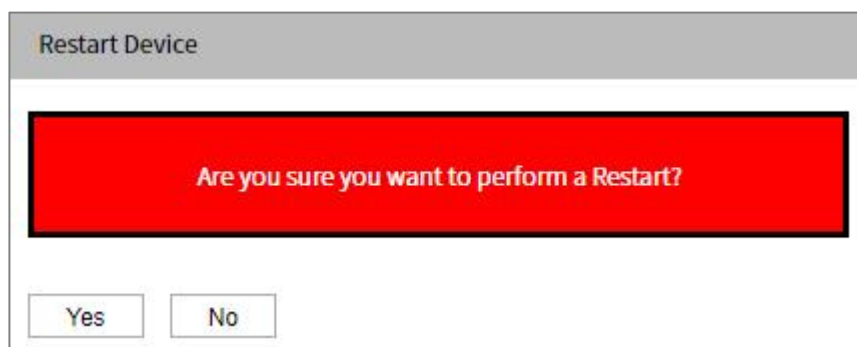 Restart Device
Are you sure you want to perform a Restart?
Yes No